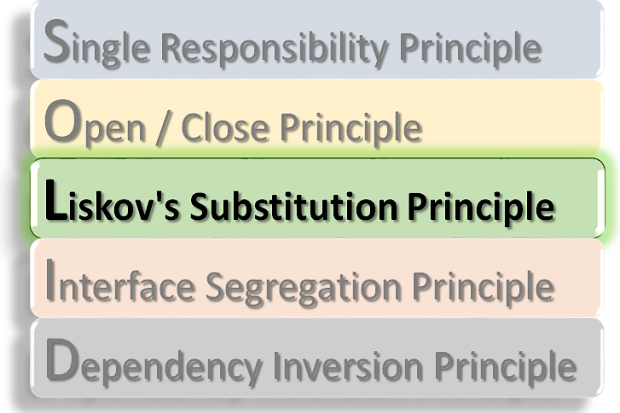 Single Responsibility Principle
Open / Close Principle
Liskov's Substitution Principle
Interface Segregation Principle
Dependency Inversion Principle